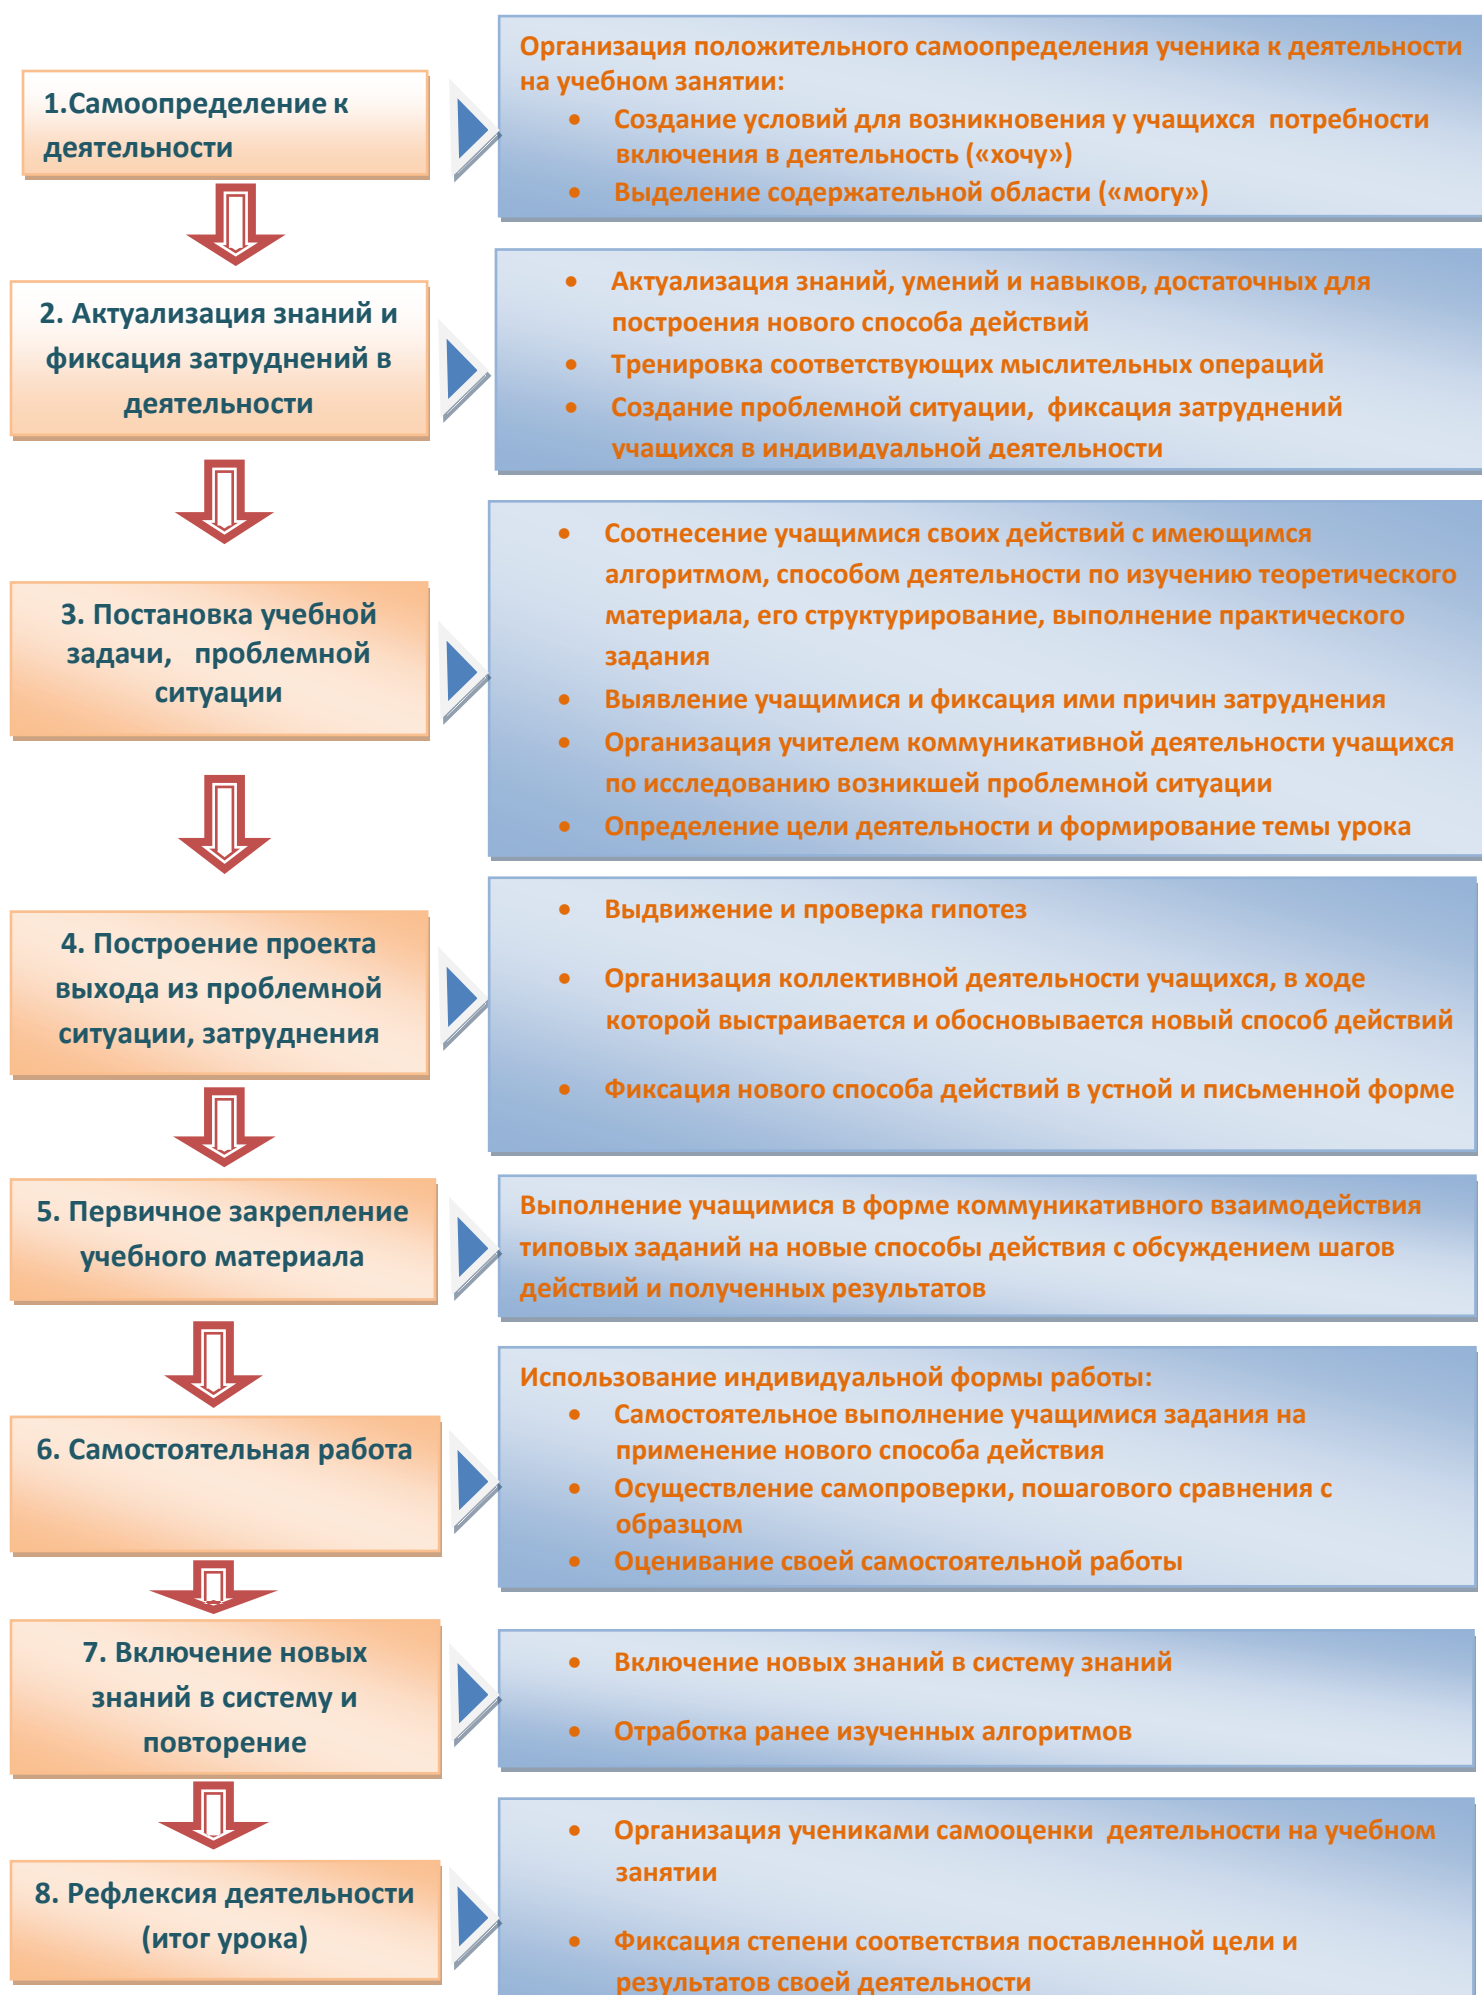 1.Самоопределение к
деятельности
Организация положительного самоопределения ученика к деятельности
на учебном занятии:
• Создание условий для возникновения у учащихся потребности
включения в деятельность («хочу»)
• Выделение содержательной области («могу»)
2. Актуализация знаний и
фиксация затруднений в
деятельности
• Актуализация знаний, умений и навыков, достаточных для
построения нового способа действий
• Тренировка соответствующих мыслительных операций
• Создание проблемной ситуации, фиксация затруднений
учащихся в индивидуальной деятельности
3. Постановка учебной
задачи, проблемной
ситуации
• Соотнесение учащимися своих действий с имеющимся
алгоритмом, способом деятельности по изучению теоретического
материала, его структурирование, выполнение практического
задания
• Выявление учащимися и фиксация ими причин затруднения
• Организация учителем коммуникативной деятельности учащихся
по исследованию возникшей проблемной ситуации
• Определение цели деятельности и формирование темы урока
4. Построение проекта
выхода из проблемной
ситуации, затруднения
• Выдвижение и проверка гипотез
• Организация коллективной деятельности учащихся, в ходе
которой выстраивается и обосновывается новый способ действий
• Фиксация нового способа действий в устной и письменной форме
5. Первичное закрепление
учебного материала
Выполнение учащимися в форме коммуникативного взаимодействия
типовых заданий на новые способы действия с обсуждением шагов
действий и полученных результатов
6. Самостоятельная работа
Использование индивидуальной формы работы:
• Самостоятельное выполнение учащимися задания на
применение нового способа действия
• Осуществление самопроверки, пошагового сравнения с
образцом
• Оценивание своей самостоятельной работы
7. Включение новых
знаний в систему и
повторение
• Включение новых знаний в систему знаний
• Отработка ранее изученных алгоритмов
8. Рефлексия деятельности
(итог урока)
• Организация учениками самооценки деятельности на учебном
занятии
• Фиксация степени соответствия поставленной цели и
результатов своей деятельности